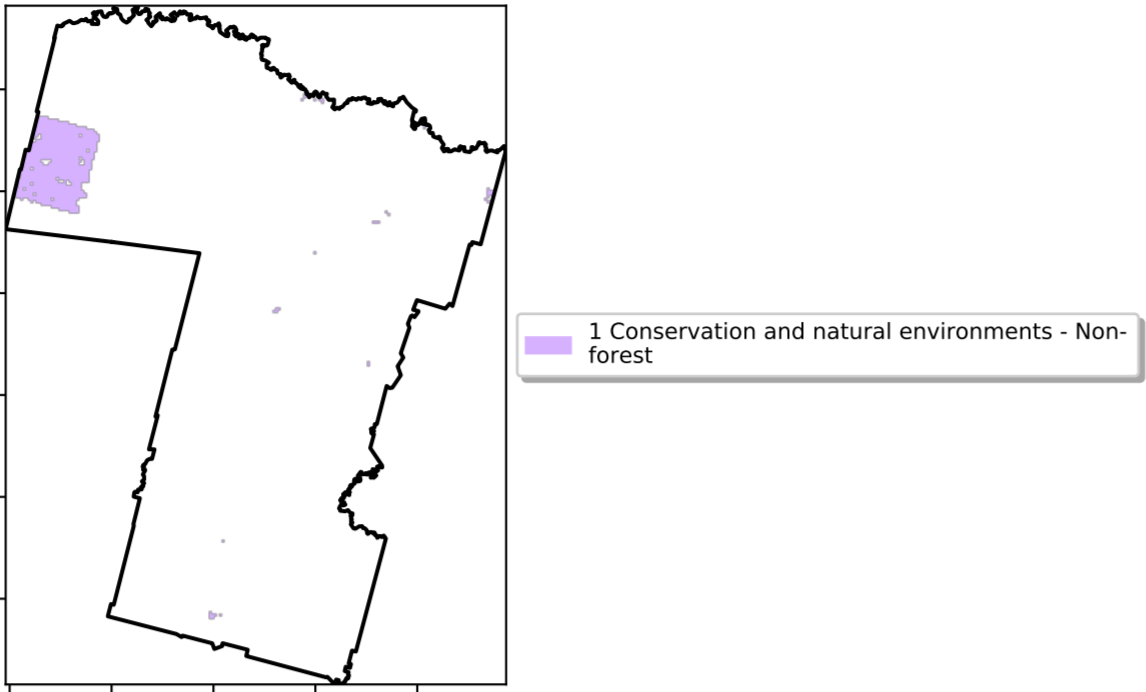 1 Conservation and natural environments - Non-
forest